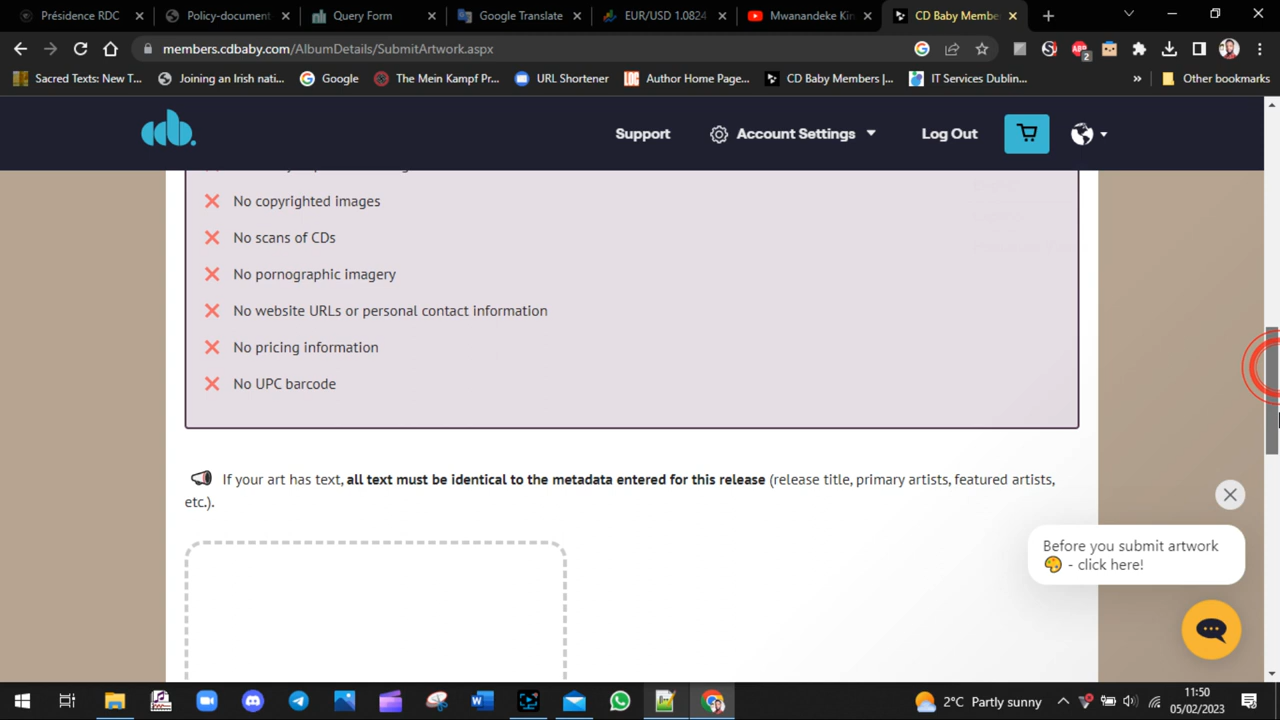 Présidence RDC
Policy-document
Query Form
Google Translate
EUR/USD 1.0824
Mwanandeke Kin
CD Baby Membe
members.cdbaby.com/AlbumDetails/SubmitArtwork.aspx
2
Sacred Texts: New T...
Joining an Irish nati...
Google
The Mein Kampf Pr...
URL Shortener
Author Home Page...
CD Baby Members |...
IT Services Dublin,...
»
Other bookmarks
Support
Account Settings
Log Out
No copyrighted images
No scans of CDs
No pornographic imagery
No website URLs or personal contact information
No pricing information
No UPC barcode
If your art has text, all text must be identical to the metadata entered for this release (release title, primary artists, featured artists,
etc.).
Before you submit artwork
🎨 - click here!
2°C Partly sunny
11:50
05/02/2023